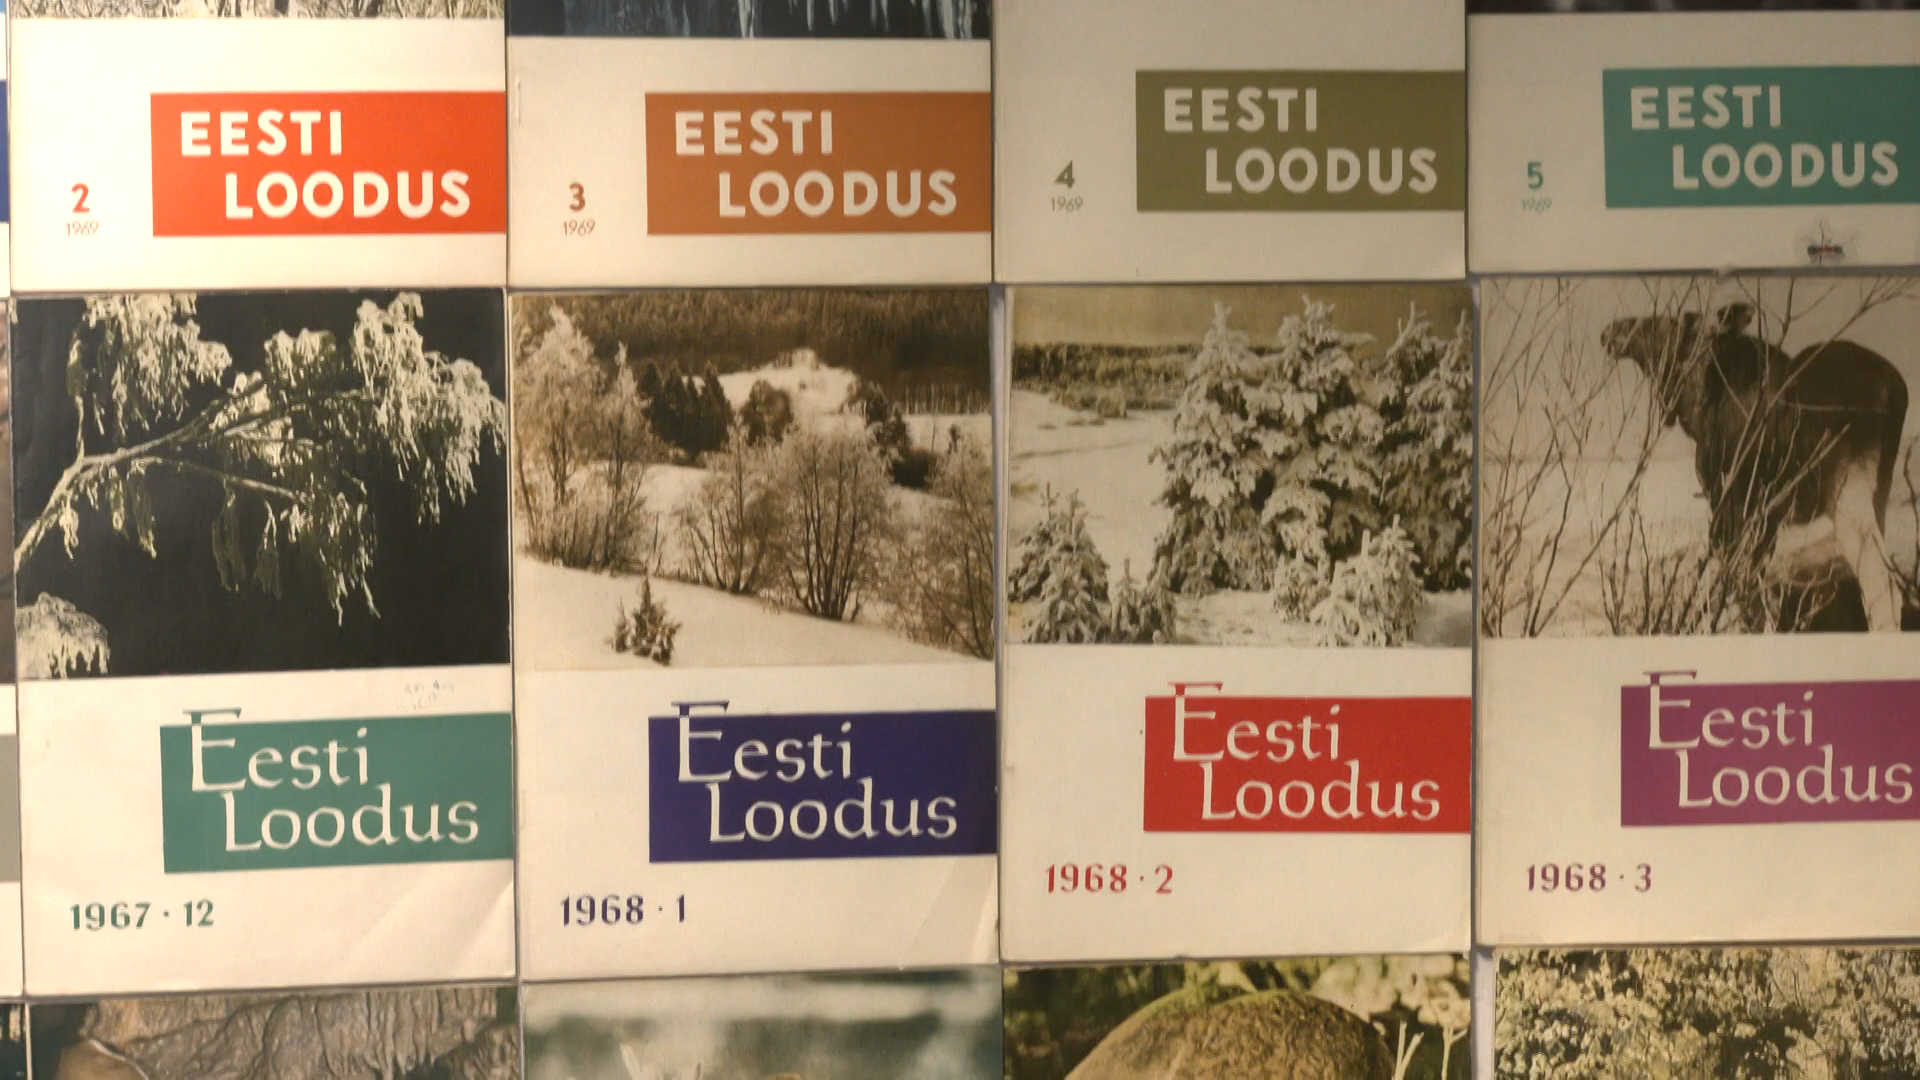 EESTI
LOODUS
2
1969
EESTI
LOODUS
3
1969
EESTI
LOODUS
4
1969
EESTI
LOODUS
5
1969
Eesti
Loodus
1967 · 12
Eesti
Loodus
1968 · 1
Eesti
Loodus
1968 · 2
Eesti
Loodus
1968 · 3